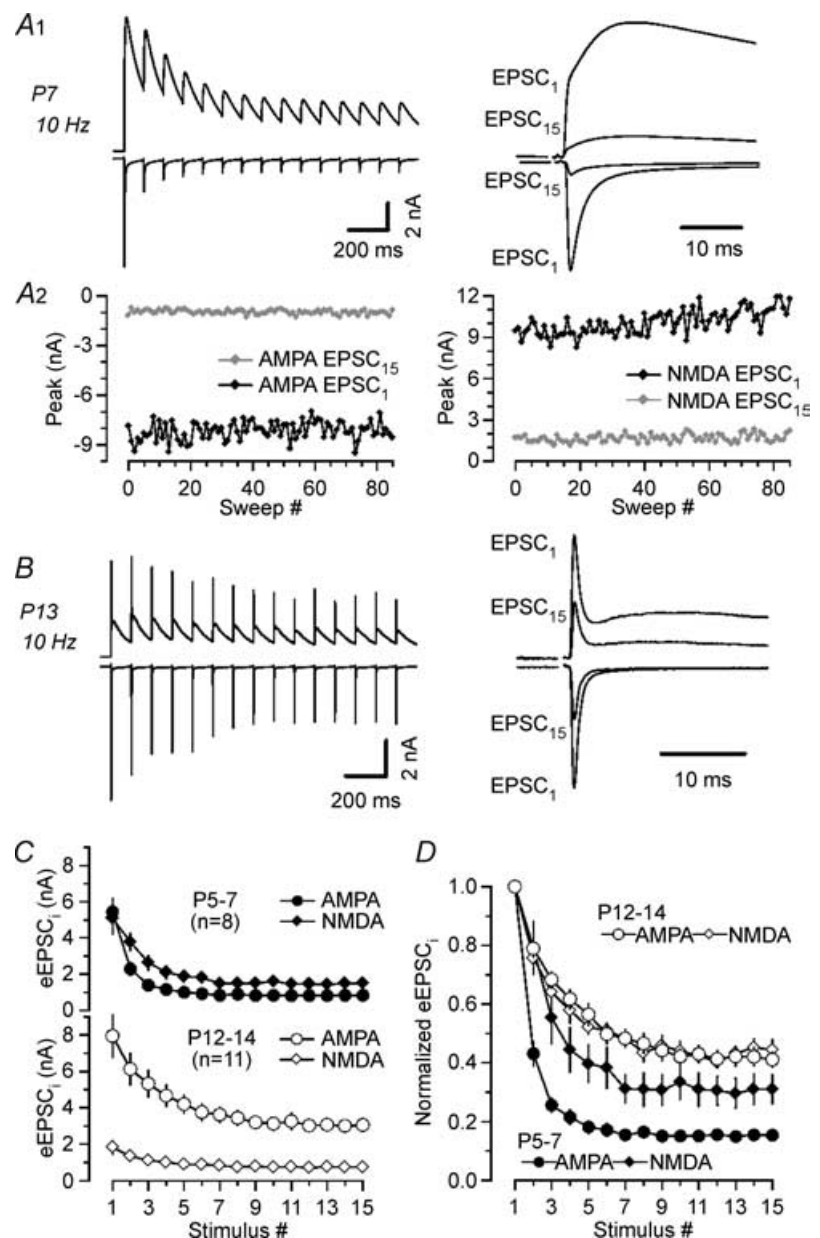 A1
P7
10 Hz
200 ms
2 nA
EPSC1
EPSC15
EPSC15
EPSC1
10 ms
A2
0
-3
-6
-9
Peak (nA)
AMPA EPSC15
AMPA EPSC1
0 20 40 60 80
Sweep #
12
9
6
3
0
Peak (nA)
NMDA EPSC1
NMDA EPSC15
0 20 40 60 80
Sweep #
B
P13
10 Hz
200 ms
2 nA
EPSC1
EPSC15
EPSC15
EPSC1
10 ms
C
8
6
4
2
0
eEPSCi (nA)
P5-7
(n=8)
AMPA
NMDA
8
6
4
2
0
eEPSCi (nA)
P12-14
(n=11)
AMPA
NMDA
1 3 5 7 9 11 13 15
Stimulus #
D
1.0
0.8
0.6
0.4
0.2
0.0
Normalized eEPSCi
P12-14
AMPA NMDA
P5-7
AMPA NMDA
1 3 5 7 9 11 13 15
Stimulus #